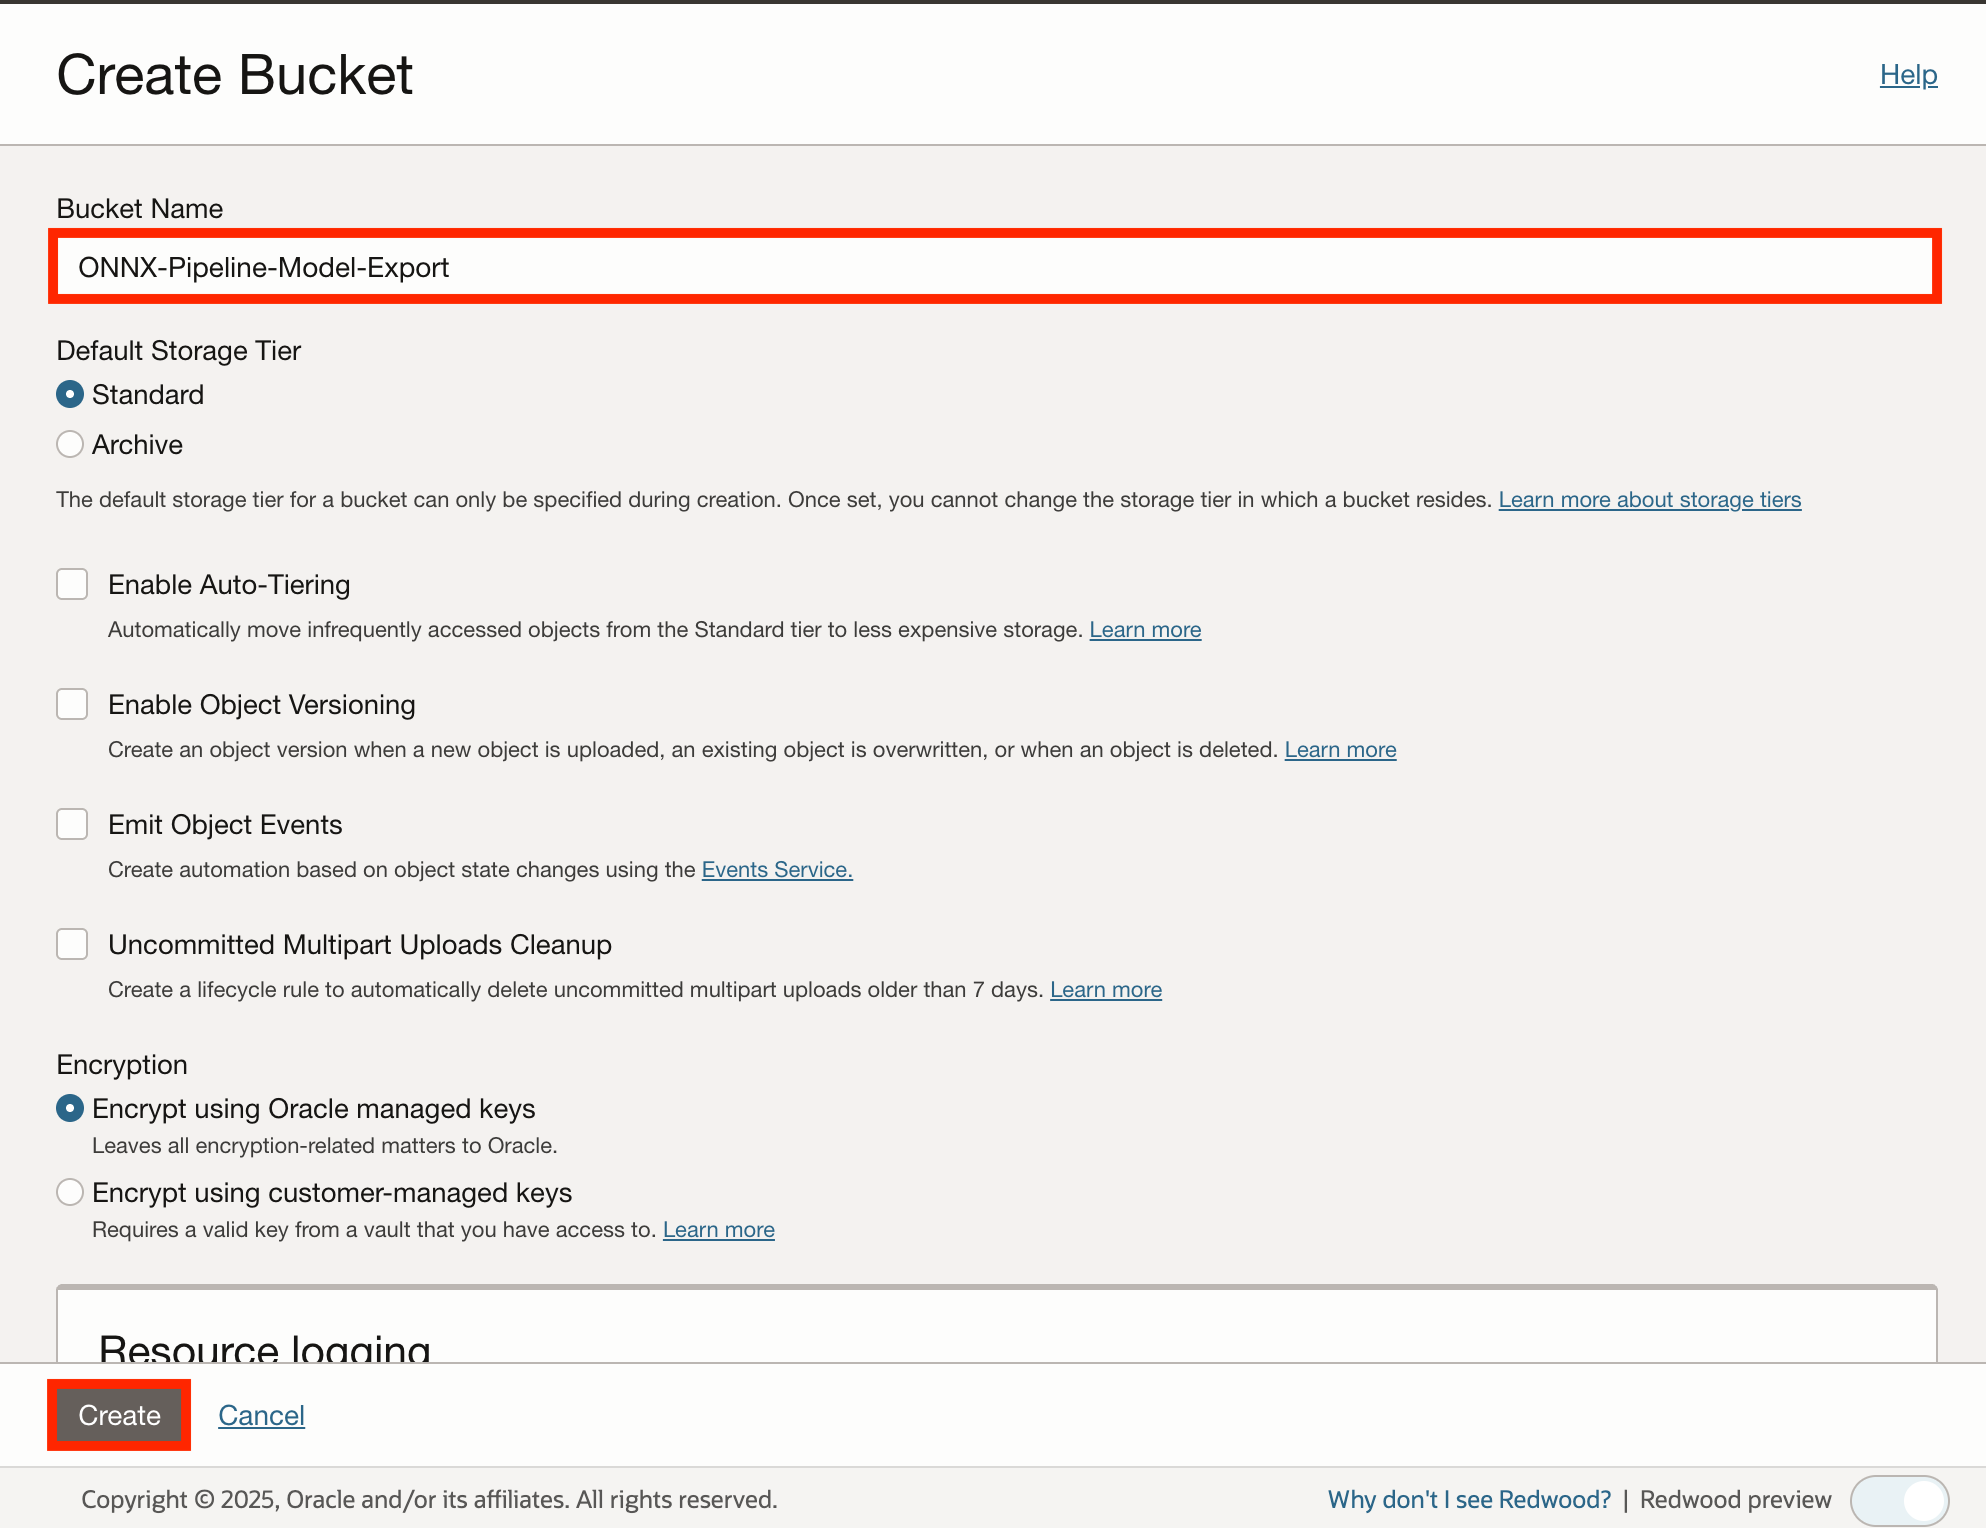 Create Bucket
Help
Bucket Name
ONNX-Pipeline-Model-Export
Default Storage Tier
Standard
Archive
The default storage tier for a bucket can only be specified during creation. Once set, you cannot change the storage tier in which a bucket resides. Learn more about storage tiers
Enable Auto-Tiering
Automatically move infrequently accessed objects from the Standard tier to less expensive storage. Learn more
Enable Object Versioning
Create an object version when a new object is uploaded, an existing object is overwritten, or when an object is deleted. Learn more
Emit Object Events
Create automation based on object state changes using the Events Service.
Uncommitted Multipart Uploads Cleanup
Create a lifecycle rule to automatically delete uncommitted multipart uploads older than 7 days. Learn more
Encryption
Encrypt using Oracle managed keys
Leaves all encryption-related matters to Oracle.
Encrypt using customer-managed keys
Requires a valid key from a vault that you have access to. Learn more
Resource logging
Create
Cancel
Copyright © 2025, Oracle and/or its affiliates. All rights reserved.
Why don't I see Redwood? | Redwood preview